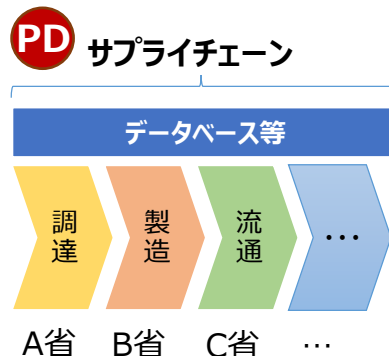 PD サプライチェーン
データベース等
調達 製造 流通 …
A省 B省 C省 …